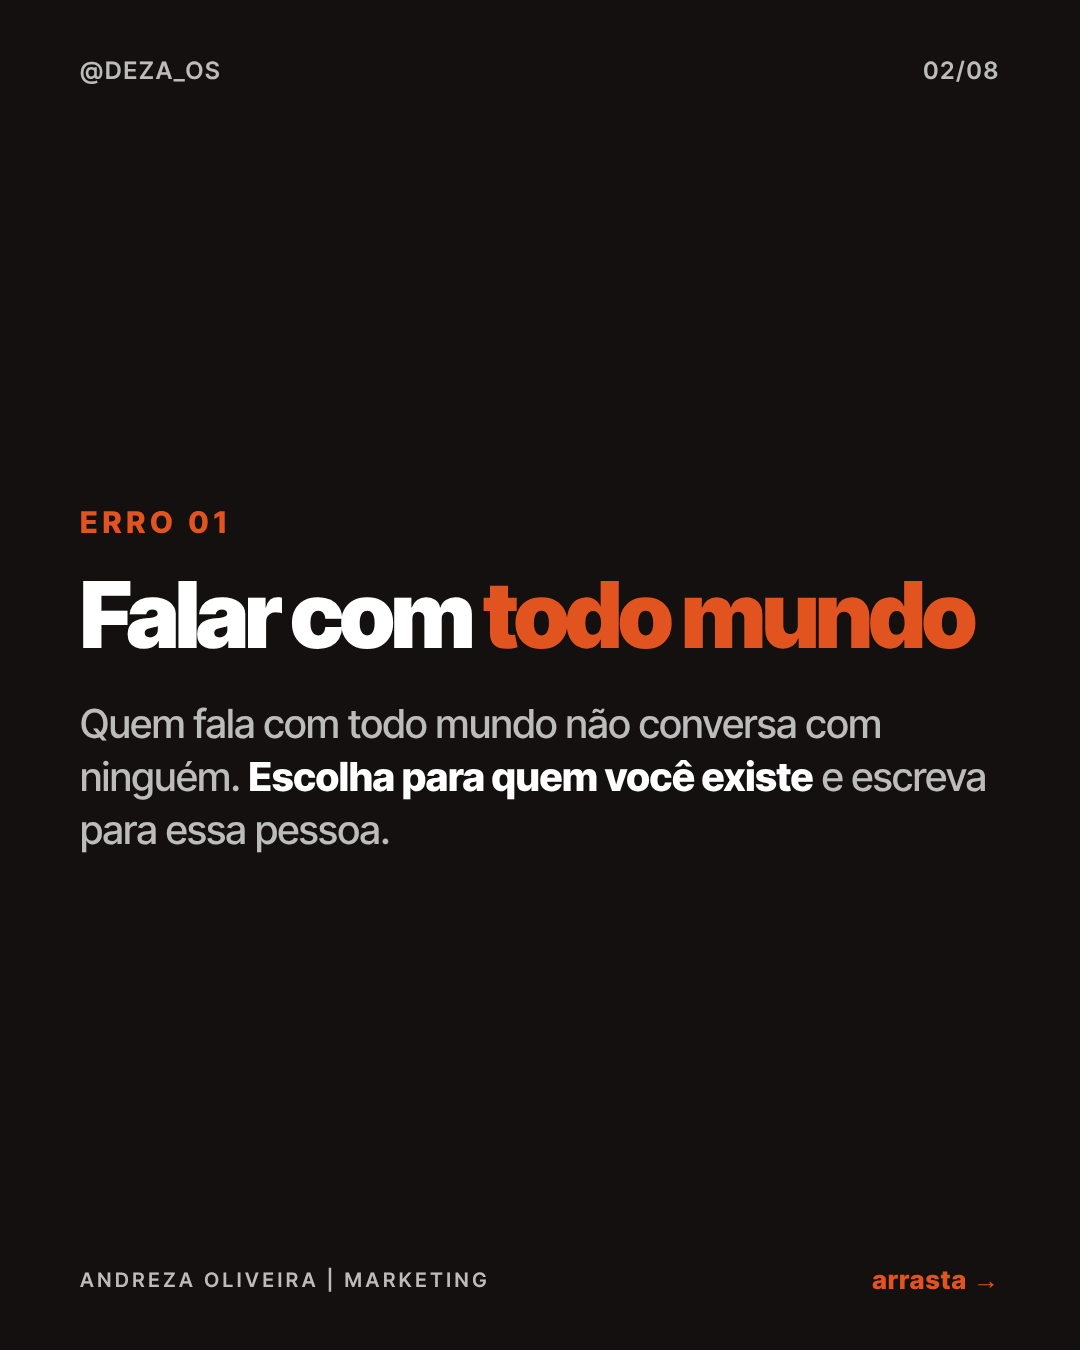 @DEZA_OS
02/08
ERRO 01
Falar com todo mundo
Quem fala com todo mundo não conversa com
ninguém. Escolha para quem você existe e escreva
para essa pessoa.
ANDREZA OLIVEIRA | MARKETING
arrasta →